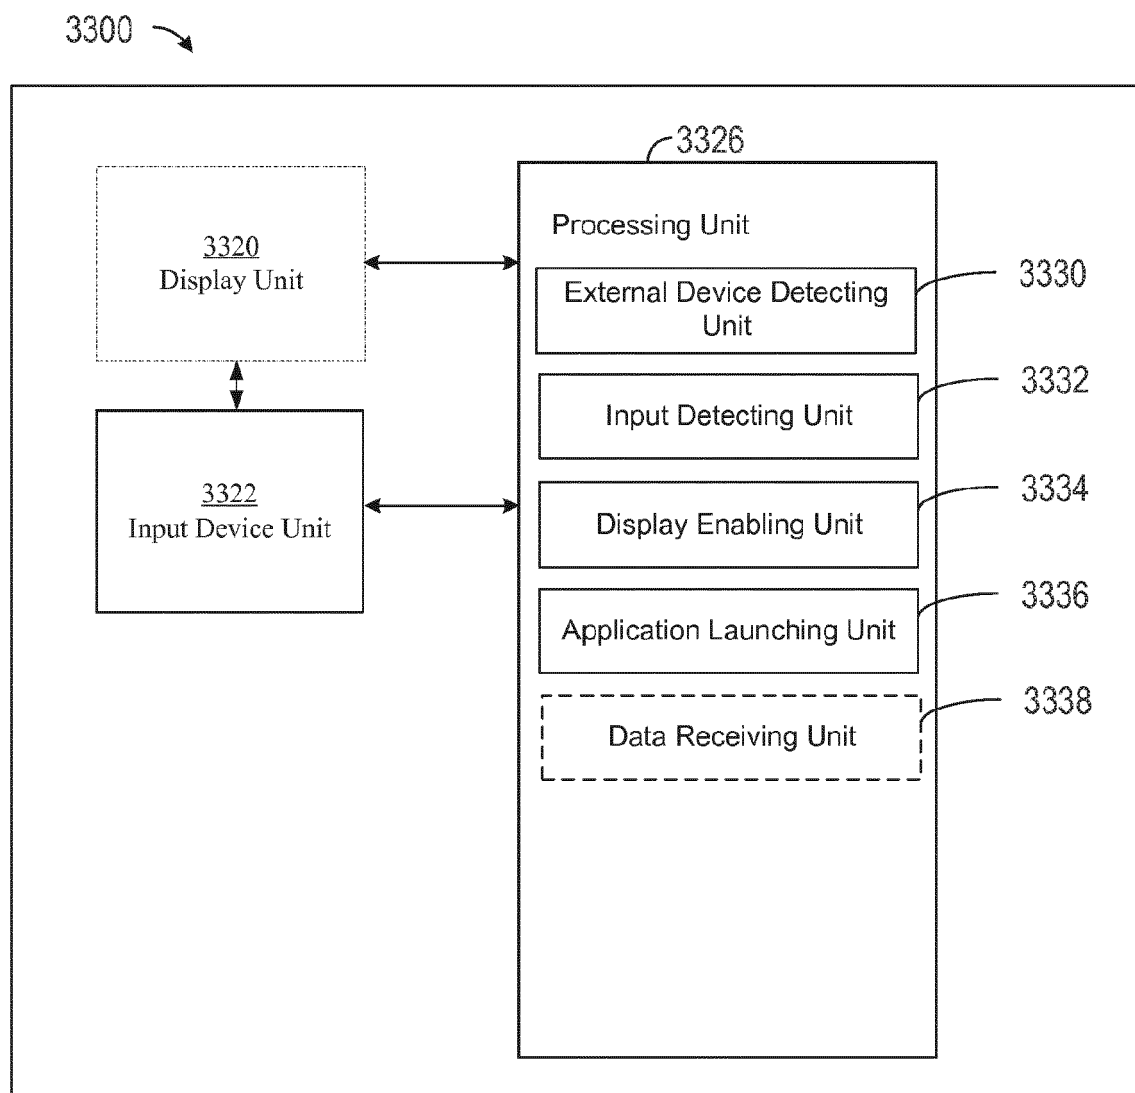 3300
3326
3320
Display Unit
Processing Unit
3330
External Device Detecting
Unit
3332
Input Detecting Unit
3322
Input Device Unit
3334
Display Enabling Unit
3336
Application Launching Unit
3338
Data Receiving Unit